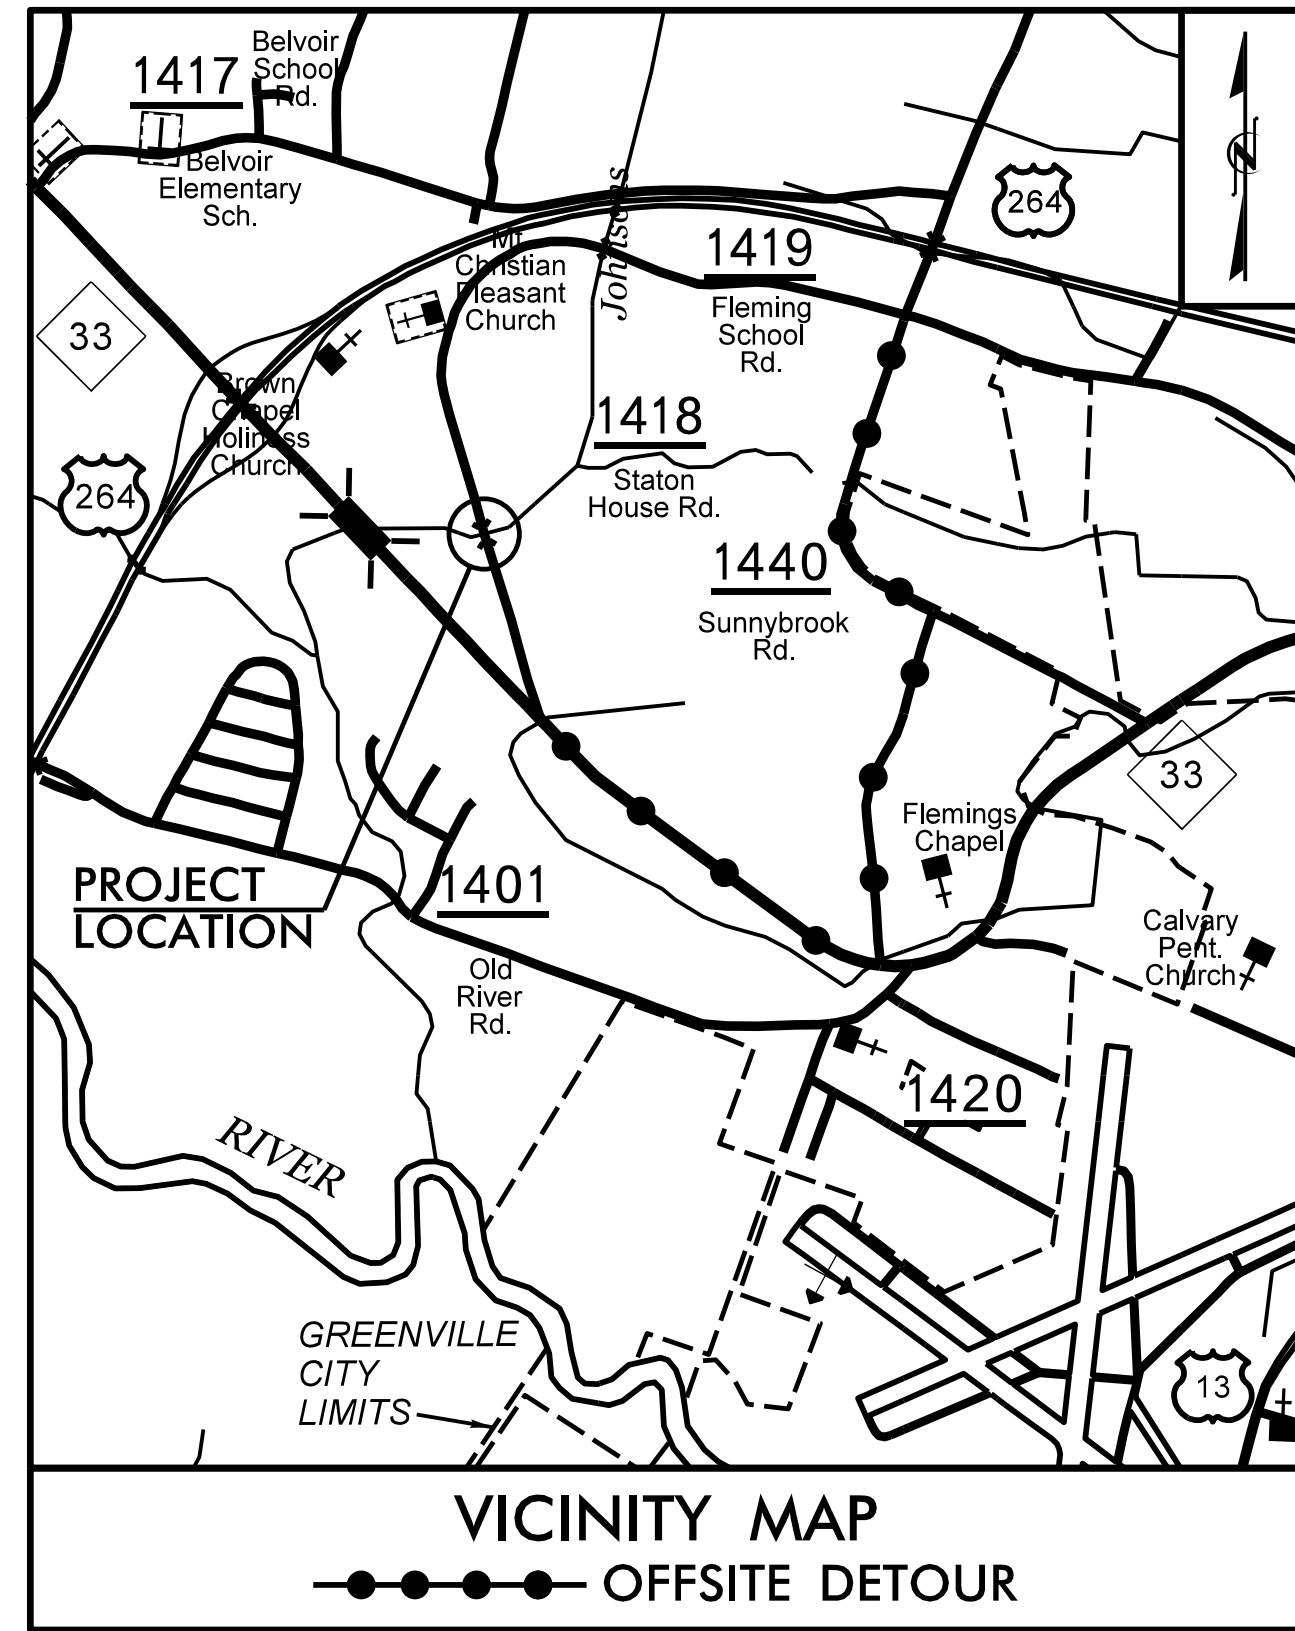 1417
Belvoir
School
Rd.
Belvoir
Elementary
Sch.
264
Johnsons
Mt
Christian
Pleasant
Church
1419
Fleming
School
Rd.
33
Brown
Chapel
Holiness
Church
1418
Staton
House Rd.
264
1440
Sunnybrook
Rd.
33
Flemings
Chapel
PROJECT
LOCATION
1401
Old
River
Rd.
Calvary
Pent.
Church
1420
RIVER
GREENVILLE
CITY
LIMITS
13
VICINITY MAP
OFFSITE DETOUR